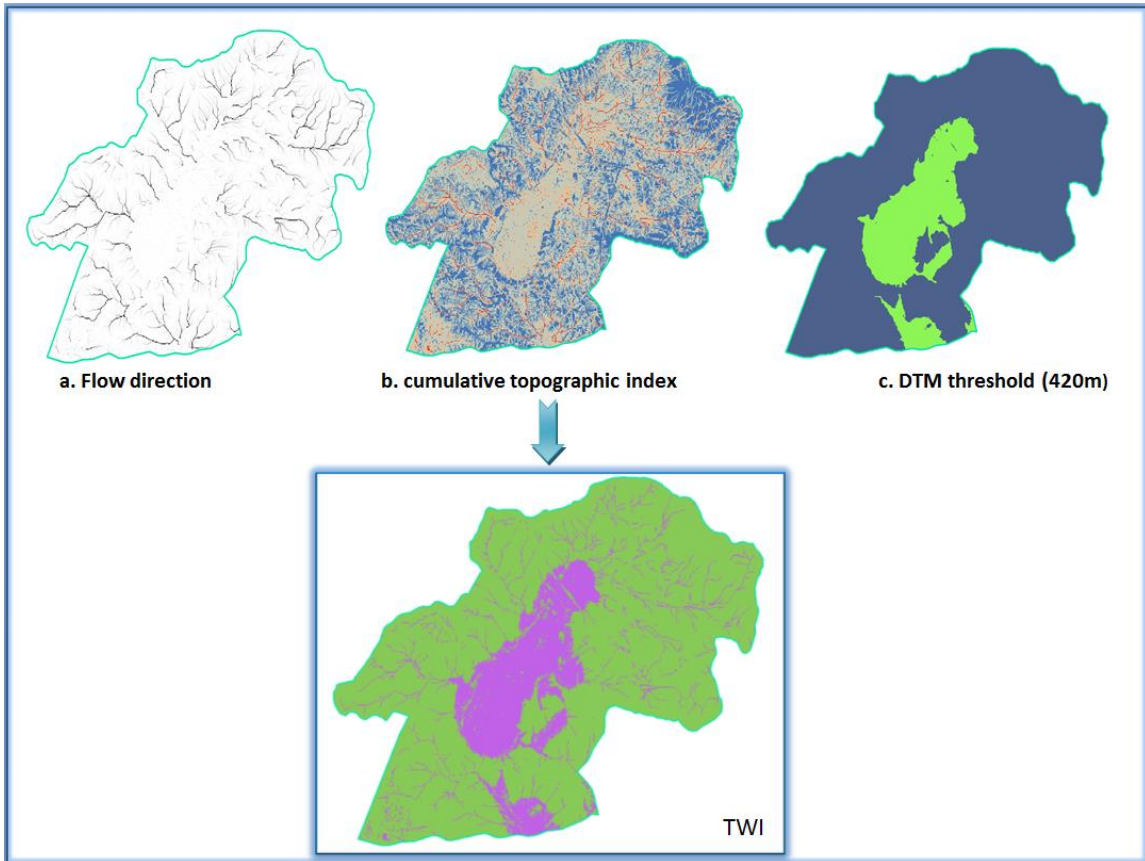 a. Flow direction
b. cumulative topographic index
c. DTM threshold (420m)
TWI